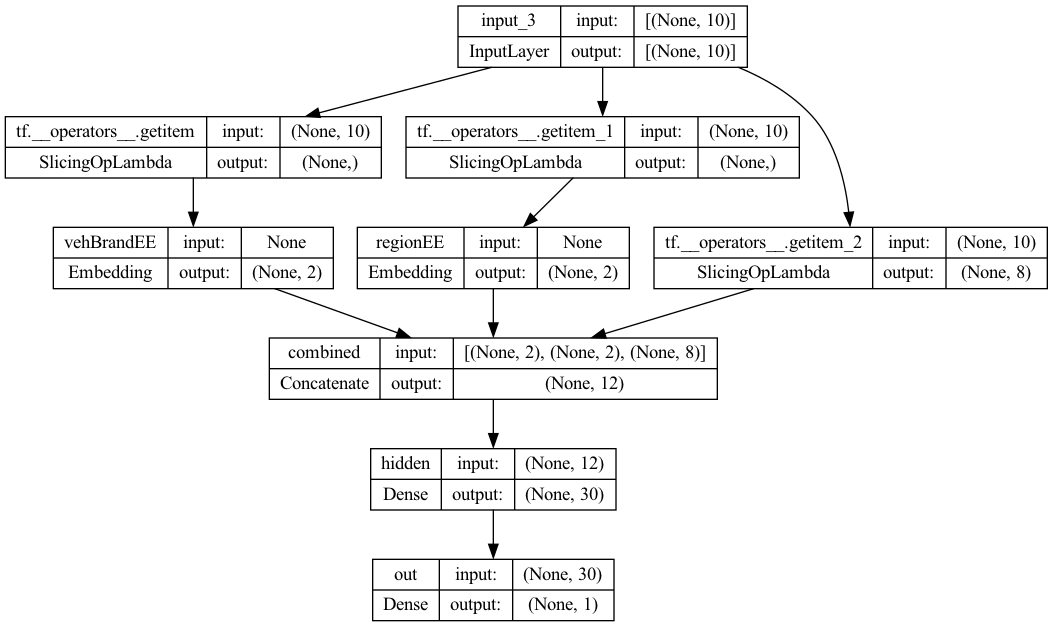 input_3 input: [(None, 10)]
InputLayer output: [(None, 10)]
tf.__operators__.getitem input: (None, 10)
SlicingOpLambda output: (None,)
tf.__operators__.getitem_1 input: (None, 10)
SlicingOpLambda output: (None,)
vehBrandEE input: None
Embedding output: (None, 2)
regionEE input: None
Embedding output: (None, 2)
tf.__operators__.getitem_2 input: (None, 10)
SlicingOpLambda output: (None, 8)
combined input: [(None, 2), (None, 2), (None, 8)]
Concatenate output: (None, 12)
hidden input: (None, 12)
Dense output: (None, 30)
out input: (None, 30)
Dense output: (None, 1)